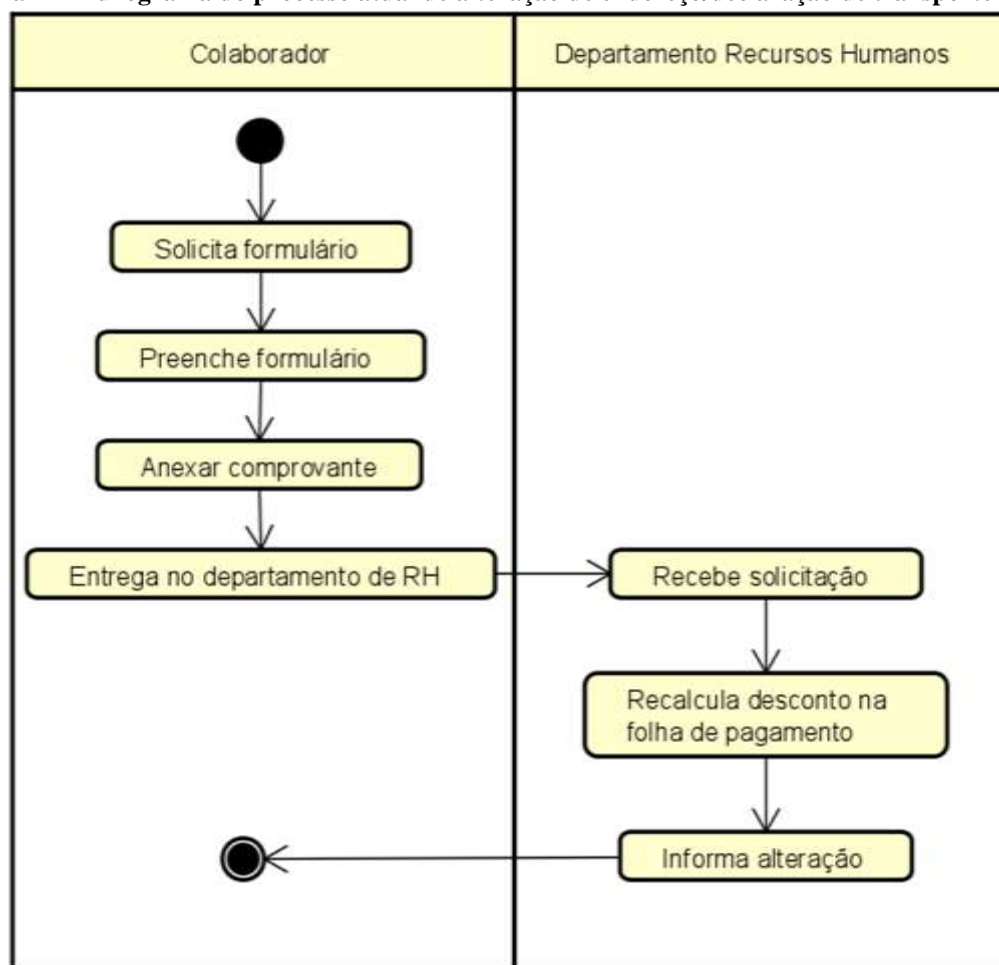 Colaborador
Departamento Recursos Humanos
Solicita formulário
Preenche formulário
Anexar comprovante
Entrega no departamento de RH
Recebe solicitação
Recalcula desconto na
folha de pagamento
Informa alteração